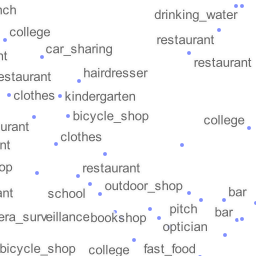 nch
drinking_water
college
restaurant
car_sharing
nt
restaurant
hairdresser
estaurant
clothes
kindergarten
bicycle_shop
college
urant
clothes
nt
op
restaurant
outdoor_shop
school
bar
ant
pitch
bar
era_surveillance
bookshop
optician
bicycle_shop
college
fast_food